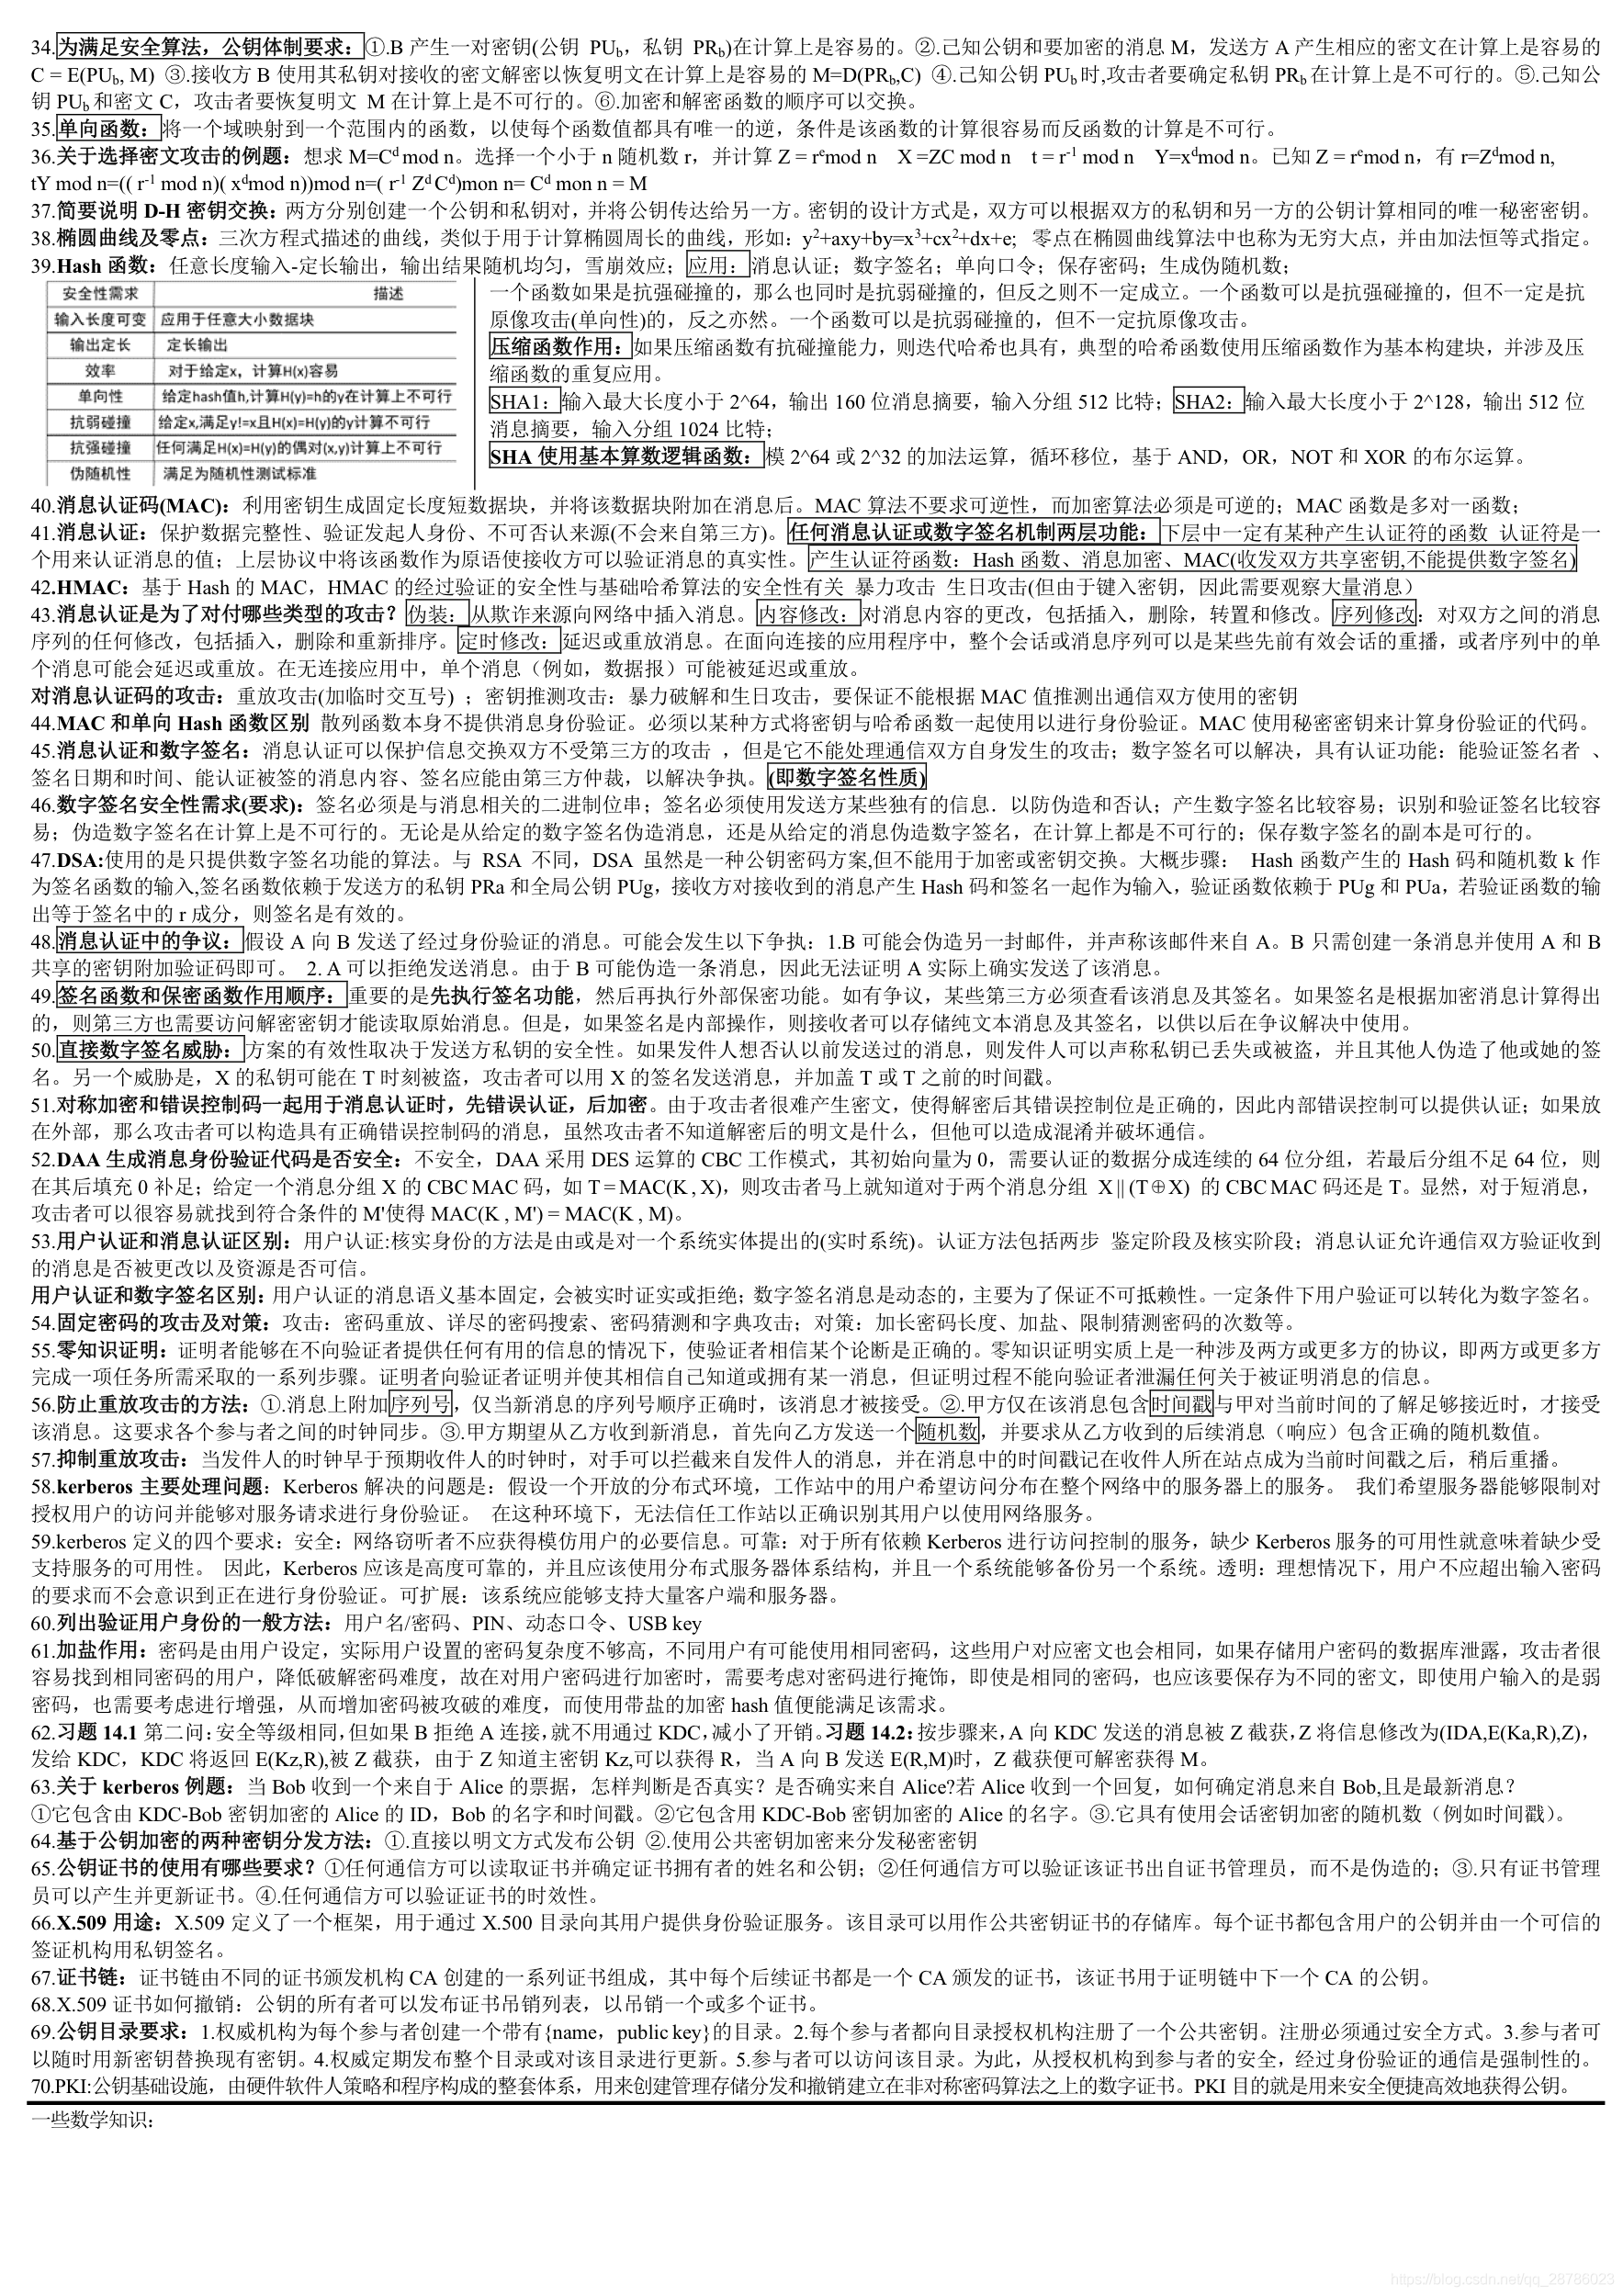 34.为满足安全算法，公钥体制要求：①.B 产生一对密钥(公钥 PUb，私钥 PRb)在计算上是容易的。②.已知公钥和要加密的消息 M，发送方 A 产生相应的密文在计算上是容易的
C = E(PUb, M) ③.接收方 B 使用其私钥对接收的密文解密以恢复明文在计算上是容易的 M=D(PRb,C) ④.己知公钥 PUb 时,攻击者要确定私钥 PRb 在计算上是不可行的。⑤.己知公
钥 PUb 和密文 C，攻击者要恢复明文 M 在计算上是不可行的。⑥.加密和解密函数的顺序可以交换。
35.单向函数：将一个域映射到一个范围内的函数，以使每个函数值都具有唯一的逆，条件是该函数的计算很容易而反函数的计算是不可行。
36.关于选择密文攻击的例题：想求 M=C^d mod n。选择一个小于 n 随机数 r，并计算 Z = r^e mod n X =ZC mod n t = r^-1 mod n Y=x^d mod n。已知 Z = r^e mod n，有 r=Z^d mod n,
tY mod n=(( r^-1 mod n)( x^d mod n))mod n=( r^-1 Z^d C^d)mon n= C^d mon n = M
37.简要说明 D-H 密钥交换：两方分别创建一个公钥和私钥对，并将公钥传达给另一方。密钥的设计方式是，双方可以根据双方的私钥和另一方的公钥计算相同的唯一秘密密钥。
38.椭圆曲线及零点：三次方程式描述的曲线，类似于用于计算椭圆周长的曲线，形如：y²+axy+by=x³+cx²+dx+e; 零点在椭圆曲线算法中也称为无穷大点，并由加法恒等式指定。
39.Hash 函数：任意长度输入-定长输出，输出结果随机均匀，雪崩效应；应用：消息认证；数字签名；单向口令；保存密码；生成伪随机数；
安全性需求 描述
输入长度可变 应用于任意大小数据块
输出定长 定长输出
效率 对于给定x，计算H(x)容易
单向性 给定hash值h,计算H(y)=h的y在计算上不可行
抗弱碰撞 给定x,满足y!=x且H(x)=H(y)的y计算不可行
抗强碰撞 任何满足H(x)=H(y)的偶对(x,y)计算上不可行
伪随机性 满足为随机性测试标准
一个函数如果是抗强碰撞的，那么也同时是抗弱碰撞的，但反之则不一定成立。一个函数可以是抗强碰撞的，但不一定是抗
原像攻击(单向性)的，反之亦然。一个函数可以是抗弱碰撞的，但不一定抗原像攻击。
压缩函数作用：如果压缩函数有抗碰撞能力，则迭代哈希也具有，典型的哈希函数使用压缩函数作为基本构建块，并涉及压
缩函数的重复应用。
SHA1：输入最大长度小于 2^64，输出 160 位消息摘要，输入分组 512 比特；SHA2：输入最大长度小于 2^128，输出 512 位
消息摘要，输入分组 1024 比特；
SHA 使用基本算数逻辑函数：模 2^64 或 2^32 的加法运算，循环移位，基于 AND，OR，NOT 和 XOR 的布尔运算。
40.消息认证码(MAC)：利用密钥生成固定长度短数据块，并将该数据块附加在消息后。MAC 算法不要求可逆性，而加密算法必须是可逆的；MAC 函数是多对一函数；
41.消息认证：保护数据完整性、验证发起人身份、不可否认来源(不会来自第三方)。任何消息认证或数字签名机制两层功能：下层中一定有某种产生认证符的函数 认证符是一
个用来认证消息的值；上层协议中将该函数作为原语使接收方可以验证消息的真实性。产生认证符函数：Hash 函数、消息加密、MAC(收发双方共享密钥,不能提供数字签名)
42.HMAC：基于 Hash 的 MAC，HMAC 的经过验证的安全性与基础哈希算法的安全性有关 暴力攻击 生日攻击(但由于键入密钥，因此需要观察大量消息）
43.消息认证是为了对付哪些类型的攻击？伪装：从欺诈来源向网络中插入消息。内容修改：对消息内容的更改，包括插入，删除，转置和修改。序列修改：对双方之间的消息
序列的任何修改，包括插入，删除和重新排序。定时修改：延迟或重放消息。在面向连接的应用程序中，整个会话或消息序列可以是某些先前有效会话的重播，或者序列中的单
个消息可能会延迟或重放。在无连接应用中，单个消息（例如，数据报）可能被延迟或重放。
对消息认证码的攻击：重放攻击(加临时交互号) ；密钥推测攻击：暴力破解和生日攻击，要保证不能根据 MAC 值推测出通信双方使用的密钥
44.MAC 和单向 Hash 函数区别 散列函数本身不提供消息身份验证。必须以某种方式将密钥与哈希函数一起使用以进行身份验证。MAC 使用秘密密钥来计算身份验证的代码。
45.消息认证和数字签名：消息认证可以保护信息交换双方不受第三方的攻击 ，但是它不能处理通信双方自身发生的攻击；数字签名可以解决，具有认证功能：能验证签名者 、
签名日期和时间、能认证被签的消息内容、签名应能由第三方仲裁，以解决争执。(即数字签名性质)
46.数字签名安全性需求(要求)：签名必须是与消息相关的二进制位串；签名必须使用发送方某些独有的信息．以防伪造和否认；产生数字签名比较容易；识别和验证签名比较容
易；伪造数字签名在计算上是不可行的。无论是从给定的数字签名伪造消息，还是从给定的消息伪造数字签名，在计算上都是不可行的；保存数字签名的副本是可行的。
47.DSA:使用的是只提供数字签名功能的算法。与 RSA 不同，DSA 虽然是一种公钥密码方案,但不能用于加密或密钥交换。大概步骤： Hash 函数产生的 Hash 码和随机数 k 作
为签名函数的输入,签名函数依赖于发送方的私钥 PRa 和全局公钥 PUg，接收方对接收到的消息产生 Hash 码和签名一起作为输入，验证函数依赖于 PUg 和 PUa，若验证函数的输
出等于签名中的 r 成分，则签名是有效的。
48.消息认证中的争议：假设 A 向 B 发送了经过身份验证的消息。可能会发生以下争执：1.B 可能会伪造另一封邮件，并声称该邮件来自 A。B 只需创建一条消息并使用 A 和 B
共享的密钥附加验证码即可。 2. A 可以拒绝发送消息。由于 B 可能伪造一条消息，因此无法证明 A 实际上确实发送了该消息。
49.签名函数和保密函数作用顺序：重要的是先执行签名功能，然后再执行外部保密功能。如有争议，某些第三方必须查看该消息及其签名。如果签名是根据加密消息计算得出
的，则第三方也需要访问解密密钥才能读取原始消息。但是，如果签名是内部操作，则接收者可以存储纯文本消息及其签名，以供以后在争议解决中使用。
50.直接数字签名威胁：方案的有效性取决于发送方私钥的安全性。如果发件人想否认以前发送过的消息，则发件人可以声称私钥已丢失或被盗，并且其他人伪造了他或她的签
名。另一个威胁是，X 的私钥可能在 T 时刻被盗，攻击者可以用 X 的签名发送消息，并加盖 T 或 T 之前的时间戳。
51.对称加密和错误控制码一起用于消息认证时，先错误认证，后加密。由于攻击者很难产生密文，使得解密后其错误控制位是正确的，因此内部错误控制可以提供认证；如果放
在外部，那么攻击者可以构造具有正确错误控制码的消息，虽然攻击者不知道解密后的明文是什么，但他可以造成混淆并破坏通信。
52.DAA 生成消息身份验证代码是否安全：不安全，DAA 采用 DES 运算的 CBC 工作模式，其初始向量为 0，需要认证的数据分成连续的 64 位分组，若最后分组不足 64 位，则
在其后填充 0 补足；给定一个消息分组 X 的 CBC MAC 码，如 T = MAC(K , X)，则攻击者马上就知道对于两个消息分组 X || (T⊕X) 的 CBC MAC 码还是 T。显然，对于短消息，
攻击者可以很容易就找到符合条件的 M'使得 MAC(K , M') = MAC(K , M)。
53.用户认证和消息认证区别：用户认证:核实身份的方法是由或是对一个系统实体提出的(实时系统)。认证方法包括两步 鉴定阶段及核实阶段；消息认证允许通信双方验证收到
的消息是否被更改以及资源是否可信。
用户认证和数字签名区别：用户认证的消息语义基本固定，会被实时证实或拒绝；数字签名消息是动态的，主要为了保证不可抵赖性。一定条件下用户验证可以转化为数字签名。
54.固定密码的攻击及对策：攻击：密码重放、详尽的密码搜索、密码猜测和字典攻击；对策：加长密码长度、加盐、限制猜测密码的次数等。
55.零知识证明：证明者能够在不向验证者提供任何有用的信息的情况下，使验证者相信某个论断是正确的。零知识证明实质上是一种涉及两方或更多方的协议，即两方或更多方
完成一项任务所需采取的一系列步骤。证明者向验证者证明并使其相信自己知道或拥有某一消息，但证明过程不能向验证者泄漏任何关于被证明消息的信息。
56.防止重放攻击的方法：①.消息上附加序列号，仅当新消息的序列号顺序正确时，该消息才被接受。②.甲方仅在该消息包含时间戳与甲对当前时间的了解足够接近时，才接受
该消息。这要求各个参与者之间的时钟同步。③.甲方期望从乙方收到新消息，首先向乙方发送一个随机数，并要求从乙方收到的后续消息（响应）包含正确的随机数值。
57.抑制重放攻击：当发件人的时钟早于预期收件人的时钟时，对手可以拦截来自发件人的消息，并在消息中的时间戳记在收件人所在站点成为当前时间戳之后，稍后重播。
58.kerberos 主要处理问题：Kerberos 解决的问题是：假设一个开放的分布式环境，工作站中的用户希望访问分布在整个网络中的服务器上的服务。 我们希望服务器能够限制对
授权用户的访问并能够对服务请求进行身份验证。 在这种环境下，无法信任工作站以正确识别其用户以使用网络服务。
59.kerberos 定义的四个要求：安全：网络窃听者不应获得模仿用户的必要信息。可靠：对于所有依赖 Kerberos 进行访问控制的服务，缺少 Kerberos 服务的可用性就意味着缺少受
支持服务的可用性。 因此，Kerberos 应该是高度可靠的，并且应该使用分布式服务器体系结构，并且一个系统能够备份另一个系统。透明：理想情况下，用户不应超出输入密码
的要求而不会意识到正在进行身份验证。可扩展：该系统应能够支持大量客户端和服务器。
60.列出验证用户身份的一般方法：用户名/密码、PIN、动态口令、USB key
61.加盐作用：密码是由用户设定，实际用户设置的密码复杂度不够高，不同用户有可能使用相同密码，这些用户对应密文也会相同，如果存储用户密码的数据库泄露，攻击者很
容易找到相同密码的用户，降低破解密码难度，故在对用户密码进行加密时，需要考虑对密码进行掩饰，即使是相同的密码，也应该要保存为不同的密文，即使用户输入的是弱
密码，也需要考虑进行增强，从而增加密码被攻破的难度，而使用带盐的加密 hash 值便能满足该需求。
62.习题 14.1 第二问：安全等级相同，但如果 B 拒绝 A 连接，就不用通过 KDC，减小了开销。习题 14.2：按步骤来，A 向 KDC 发送的消息被 Z 截获，Z 将信息修改为(IDA,E(Ka,R),Z)，
发给 KDC，KDC 将返回 E(Kz,R),被 Z 截获，由于 Z 知道主密钥 Kz,可以获得 R，当 A 向 B 发送 E(R,M)时，Z 截获便可解密获得 M。
63.关于 kerberos 例题：当 Bob 收到一个来自于 Alice 的票据，怎样判断是否真实？是否确实来自 Alice?若 Alice 收到一个回复，如何确定消息来自 Bob,且是最新消息？
①它包含由 KDC-Bob 密钥加密的 Alice 的 ID，Bob 的名字和时间戳。②它包含用 KDC-Bob 密钥加密的 Alice 的名字。③.它具有使用会话密钥加密的随机数（例如时间戳）。
64.基于公钥加密的两种密钥分发方法：①.直接以明文方式发布公钥 ②.使用公共密钥加密来分发秘密密钥
65.公钥证书的使用有哪些要求？①任何通信方可以读取证书并确定证书拥有者的姓名和公钥；②任何通信方可以验证该证书出自证书管理员，而不是伪造的；③.只有证书管理
员可以产生并更新证书。④.任何通信方可以验证证书的时效性。
66.X.509 用途：X.509 定义了一个框架，用于通过 X.500 目录向其用户提供身份验证服务。该目录可以用作公共密钥证书的存储库。每个证书都包含用户的公钥并由一个可信的
签证机构用私钥签名。
67.证书链：证书链由不同的证书颁发机构 CA 创建的一系列证书组成，其中每个后续证书都是一个 CA 颁发的证书，该证书用于证明链中下一个 CA 的公钥。
68.X.509 证书如何撤销：公钥的所有者可以发布证书吊销列表，以吊销一个或多个证书。
69.公钥目录要求：1.权威机构为每个参与者创建一个带有{name，public key}的目录。2.每个参与者都向目录授权机构注册了一个公共密钥。注册必须通过安全方式。3.参与者可
以随时用新密钥替换现有密钥。4.权威定期发布整个目录或对该目录进行更新。5.参与者可以访问该目录。为此，从授权机构到参与者的安全，经过身份验证的通信是强制性的。
70.PKI:公钥基础设施，由硬件软件人策略和程序构成的整套体系，用来创建管理存储分发和撤销建立在非对称密码算法之上的数字证书。PKI 目的就是用来安全便捷高效地获得公钥。
一些数学知识：
https://blog.csdn.net/qq_28786023